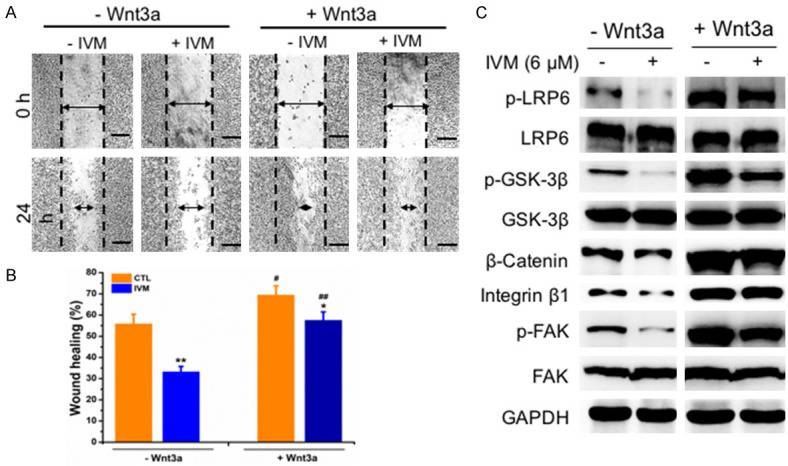 A
- Wnt3a
+ Wnt3a
- IVM
+ IVM
- IVM
+ IVM
0 h
24 h
B
CTL
IVM
Wound healing (%)
80
70
60
50
40
30
20
10
0
**
#
##
*
- Wnt3a
+ Wnt3a
C
- Wnt3a
+ Wnt3a
IVM (6 μM)
-
+
-
+
p-LRP6
LRP6
p-GSK-3β
GSK-3β
β-Catenin
Integrin β1
p-FAK
FAK
GAPDH